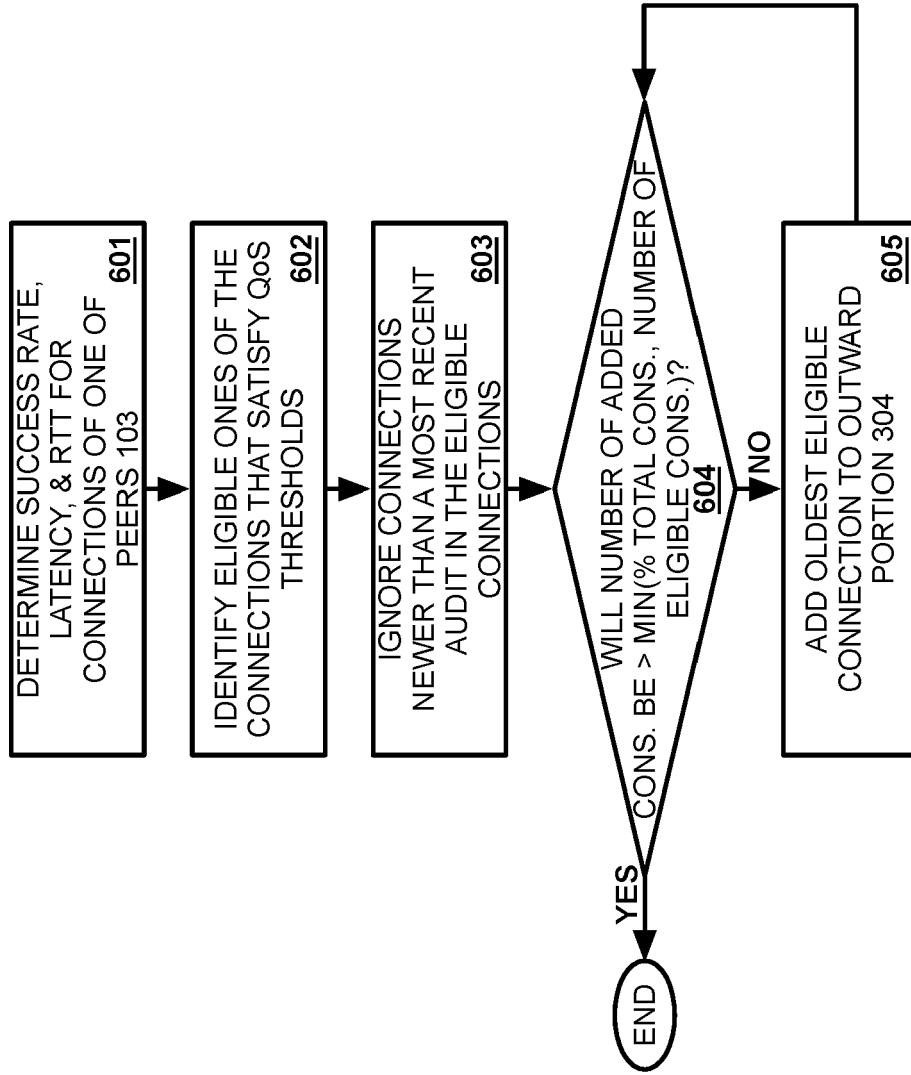 DETERMINE SUCCESS RATE,
LATENCY, & RTT FOR
CONNECTIONS OF ONE OF
PEERS 103
601
IDENTIFY ELIGIBLE ONES OF THE
CONNECTIONS THAT SATISFY QoS
THRESHOLDS
602
IGNORE CONNECTIONS
NEWER THAN A MOST RECENT
AUDIT IN THE ELIGIBLE
CONNECTIONS
603
WILL NUMBER OF ADDED
CONS. BE > MIN(% TOTAL CONS., NUMBER OF
ELIGIBLE CONS.)?
604
YES
END
NO
ADD OLDEST ELIGIBLE
CONNECTION TO OUTWARD
PORTION 304
605